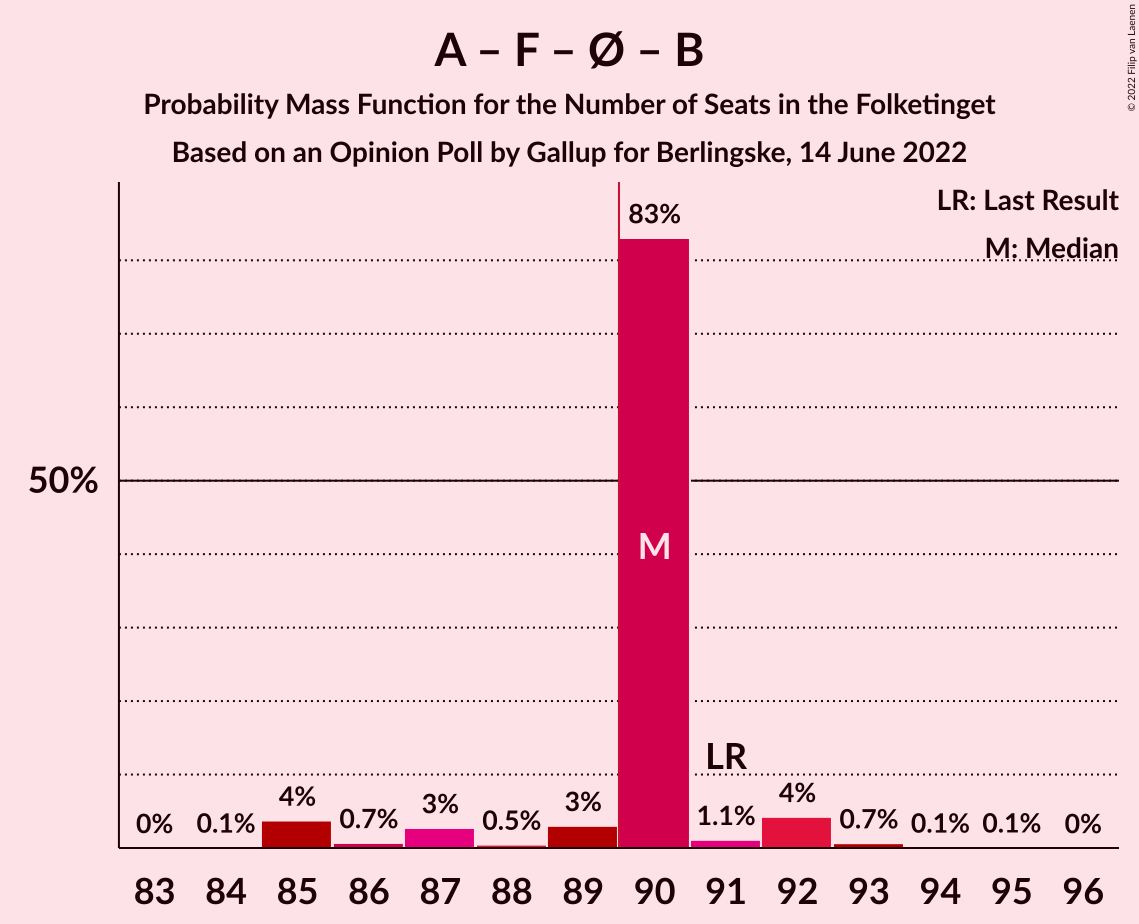 A – F – Ø – B
Probability Mass Function for the Number of Seats in the Folketinget
Based on an Opinion Poll by Gallup for Berlingske, 14 June 2022
© 2022 Filip van Laenen
LR: Last Result
M: Median
83%
50%
M
LR
0% 0.1% 4% 0.7% 3% 0.5% 3% 1.1% 4% 0.7% 0.1% 0.1% 0%
83 84 85 86 87 88 89 90 91 92 93 94 95 96